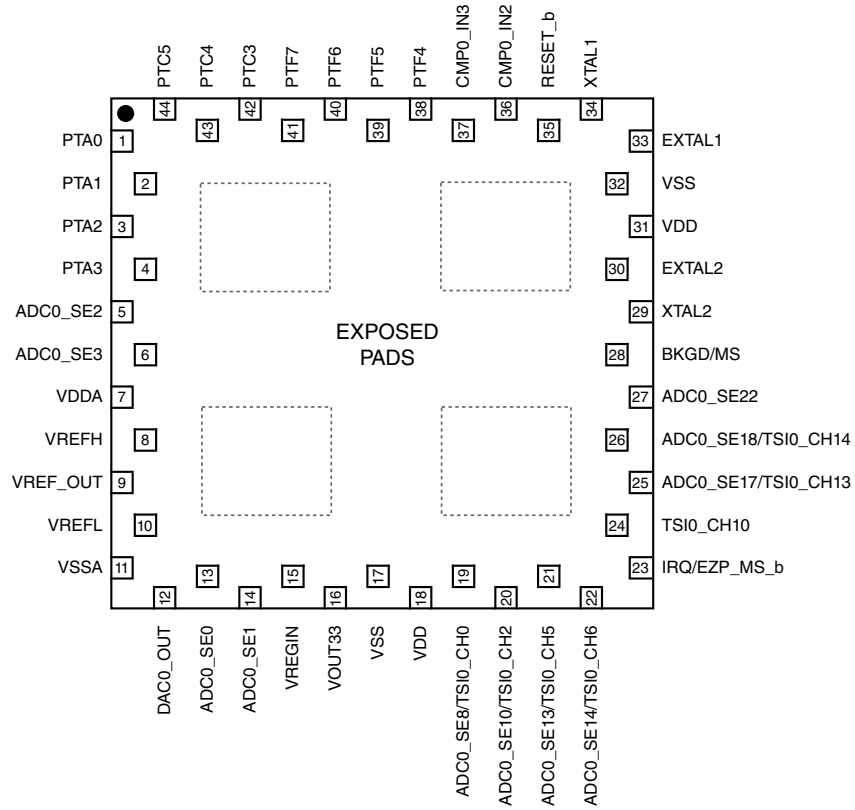 PTC5
PTC4
PTC3
PTF7
PTF6
PTF5
PTF4
CMP0_IN3
CMP0_IN2
RESET_b
XTAL1
44
43
42
41
40
39
38
37
36
35
34
PTA0 1
PTA1 2
PTA2 3
PTA3 4
ADC0_SE2 5
ADC0_SE3 6
VDDA 7
VREFH 8
VREF_OUT 9
VREFL 10
VSSA 11
EXPOSED
PADS
33 EXTAL1
32 VSS
31 VDD
30 EXTAL2
29 XTAL2
28 BKGD/MS
27 ADC0_SE22
26 ADC0_SE18/TSI0_CH14
25 ADC0_SE17/TSI0_CH13
24 TSI0_CH10
23 IRQ/EZP_MS_b
12
13
14
15
16
17
18
19
20
21
22
DAC0_OUT
ADC0_SE0
ADC0_SE1
VREGIN
VOUT33
VSS
VDD
ADC0_SE8/TSI0_CH0
ADC0_SE10/TSI0_CH2
ADC0_SE13/TSI0_CH5
ADC0_SE14/TSI0_CH6